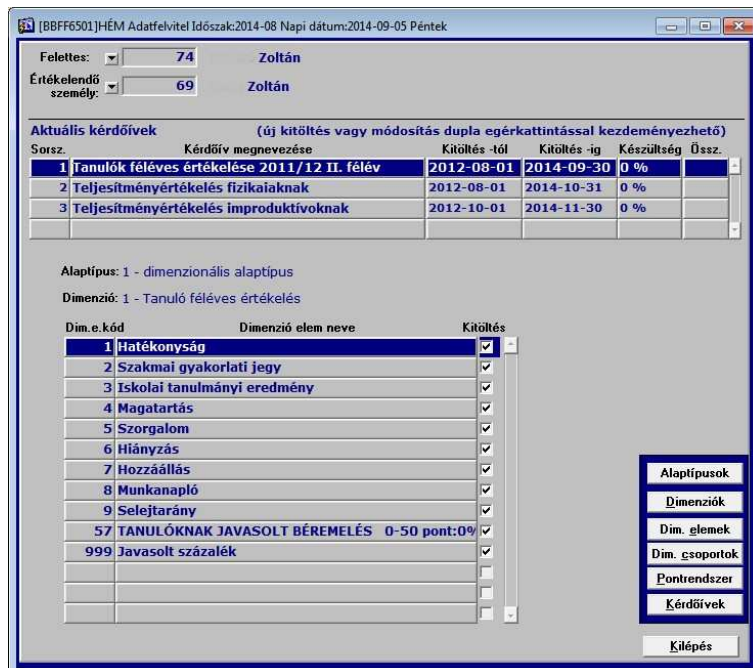 [BBFF6501]HÉM Adatfelvitel Időszak:2014-08 Napi dátum:2014-09-05 Péntek
Felettes: 74 Zoltán
Értékelendő személy: 69 Zoltán
Aktuális kérdőívek (új kitöltés vagy módosítás dupla egérkattintással kezdeményezhető)
Sorsz. Kérdőív megnevezése Kitöltés -tól Kitöltés -ig Készültség Össz.
1 Tanulók féléves értékelése 2011/12 II. félév 2012-08-01 2014-09-30 0 %
2 Teljesítményértékelés fizikaiaknak 2012-08-01 2014-10-31 0 %
3 Teljesítményértékelés improduktívoknak 2012-10-01 2014-11-30 0 %
Alaptípus: 1 - dimenzionális alaptípus
Dimenzió: 1 - Tanuló féléves értékelés
Dim.e.kód Dimenzió elem neve Kitöltés
1 Hatékonyság
2 Szakmai gyakorlati jegy
3 Iskolai tanulmányi eredmény
4 Magatartás
5 Szorgalom
6 Hiányzás
7 Hozzáállás
8 Munkanapló
9 Selejtarány
57 TANULÓKNAK JAVASOLT BÉREMELÉS 0-50 pont:0%
999 Javasolt százalék
Alaptípusok
Dimenziók
Dim. elemek
Dim. csoportok
Pontrendszer
Kérdőívek
Kilépés